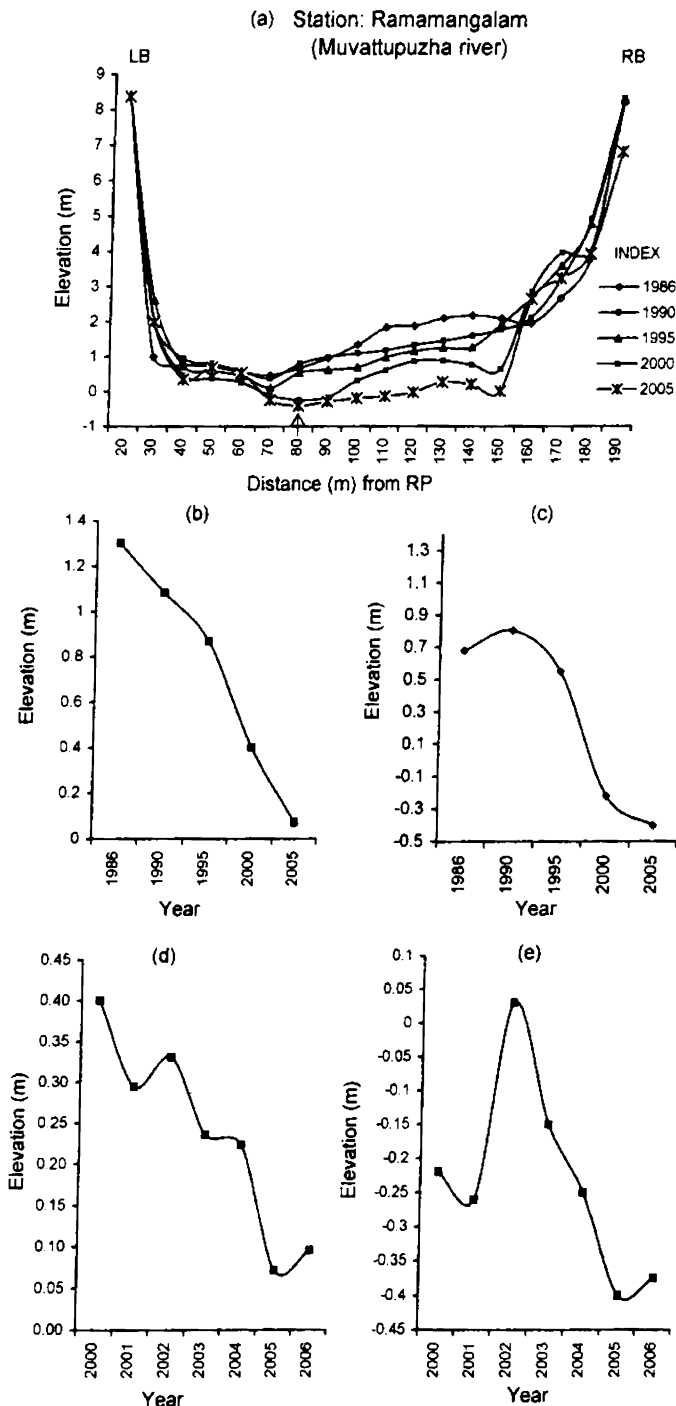 (a) Station: Ramamangalam
(Muvattupuzha river)
LB
RB
9
8
7
6
5
4
3
2
1
0
-1
Elevation (m)
INDEX
1986
1990
1995
2000
2005
20 30 40 50 60 70 80 90 100 110 120 130 140 150 160 170 180 190
Distance (m) from RP
(b)
1.4
1.2
1
0.8
0.6
0.4
0.2
0
Elevation (m)
1986 1990 1995 2000 2005
Year
(c)
1.3
1.1
0.9
0.7
0.5
0.3
0.1
-0.1
-0.3
-0.5
Elevation (m)
1986 1990 1995 2000 2005
Year
(d)
0.45
0.40
0.35
0.30
0.25
0.20
0.15
0.10
0.05
0.00
Elevation (m)
2000 2001 2002 2003 2004 2005 2006
Year
(e)
0.1
0.05
0
-0.05
-0.1
-0.15
-0.2
-0.25
-0.3
-0.35
-0.4
-0.45
Elevation (m)
2000 2001 2002 2003 2004 2005 2006
Year